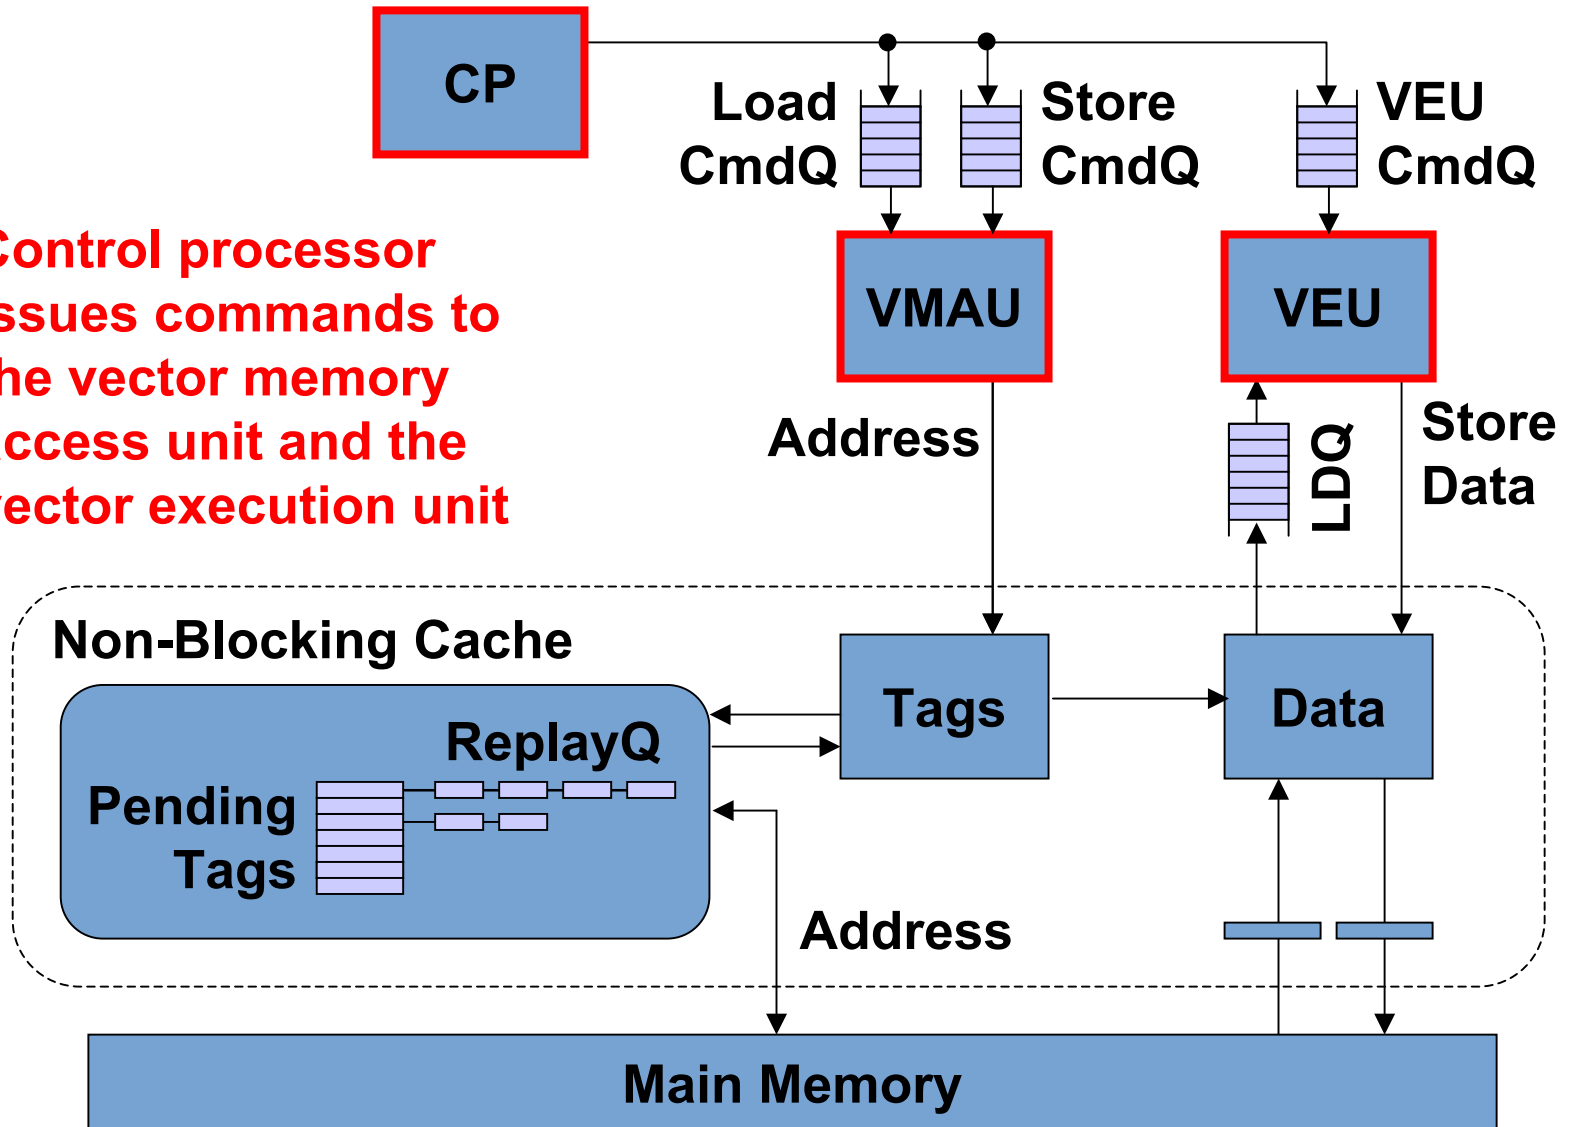 CP
Load
CmdQ
Store
CmdQ
VEU
CmdQ
Control processor
issues commands to
the vector memory
access unit and the
vector execution unit
VMAU
VEU
Address
LDQ
Store
Data
Non-Blocking Cache
Tags
Data
ReplayQ
Pending
Tags
Address
Main Memory